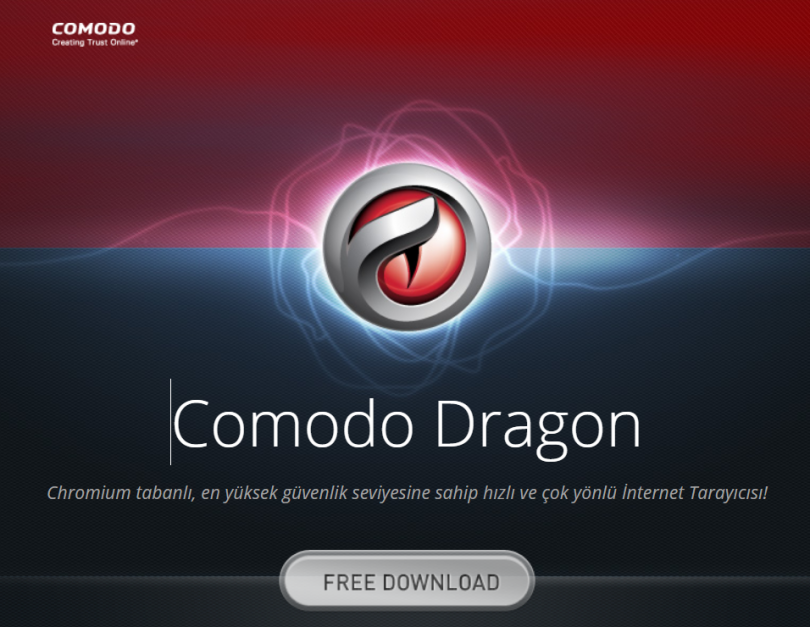 COMODO
Creating Trust Online®
Comodo Dragon
Chromium tabanlı, en yüksek güvenlik seviyesine sahip hızlı ve çok yönlü İnternet Tarayıcısı!
FREE DOWNLOAD